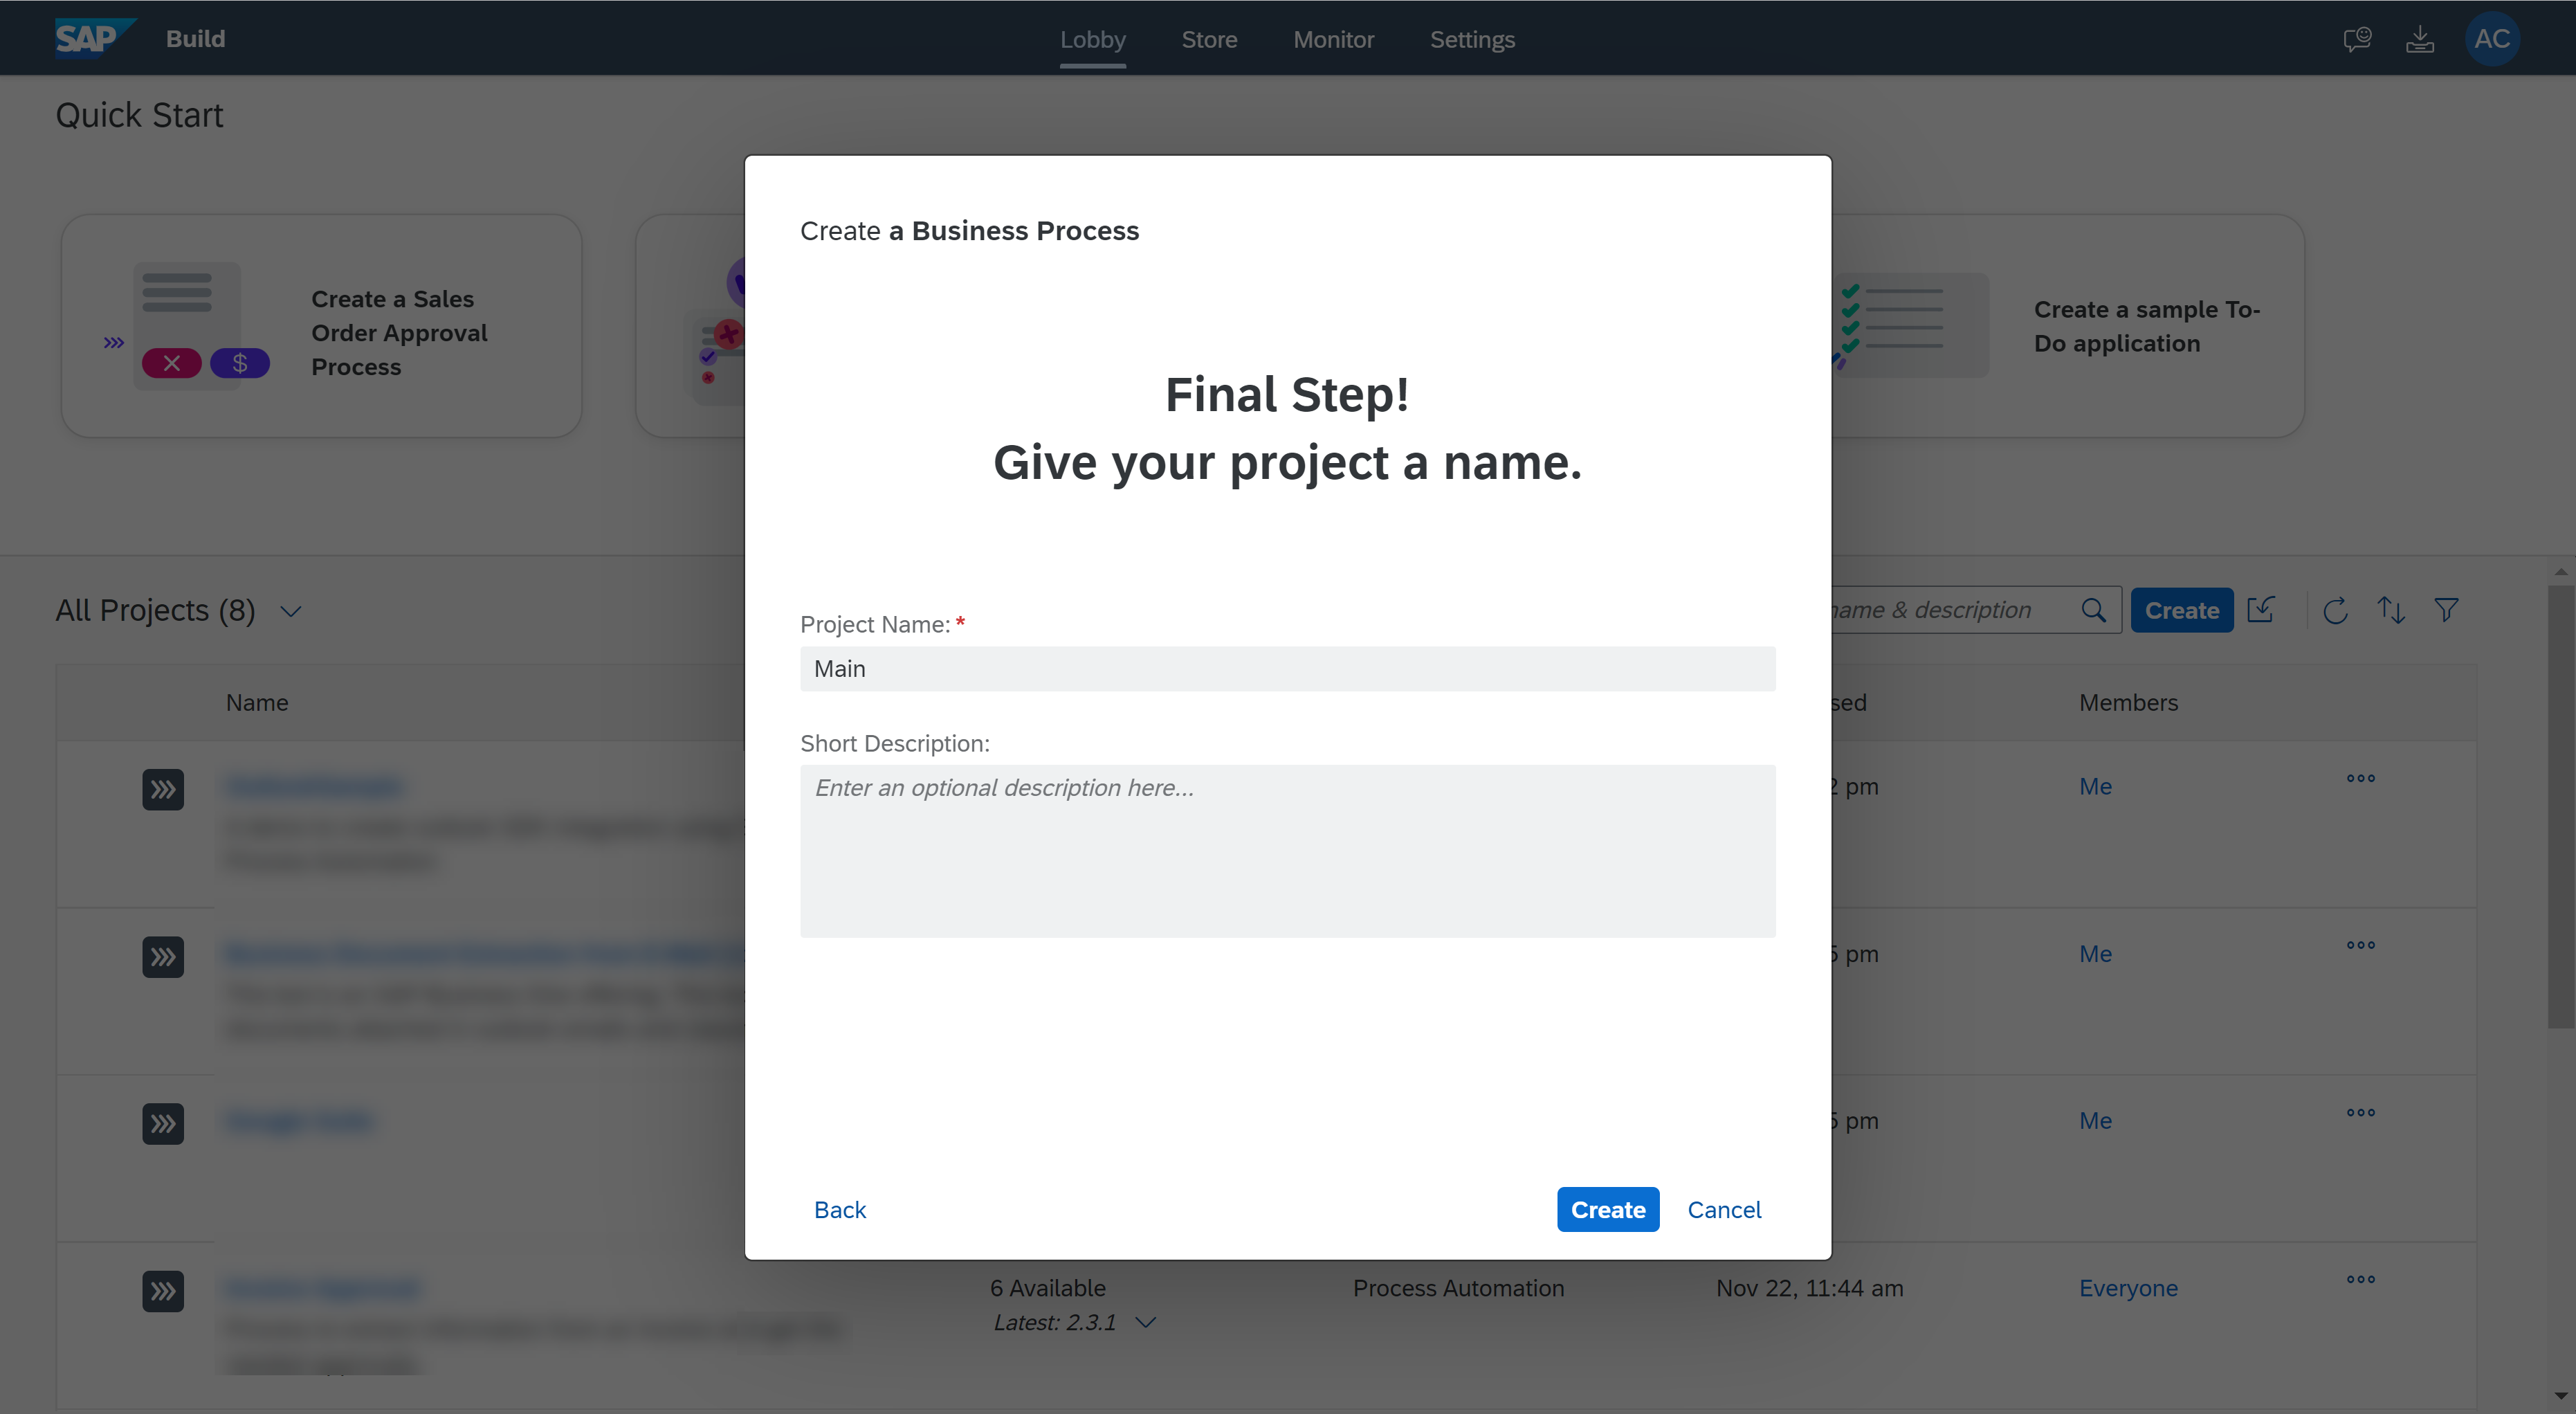 SAP Build
Lobby Store Monitor Settings
AC
Quick Start
Create a Sales
Order Approval
Process
Create a sample To-
Do application
Create a Business Process
Final Step!
Give your project a name.
Project Name: *
Main
Short Description:
Enter an optional description here...
Back
Create
Cancel
All Projects (8)
name & description
Create
Name
Members
2 pm
Me
5 pm
Me
5 pm
Me
6 Available
Latest: 2.3.1
Process Automation
Nov 22, 11:44 am
Everyone